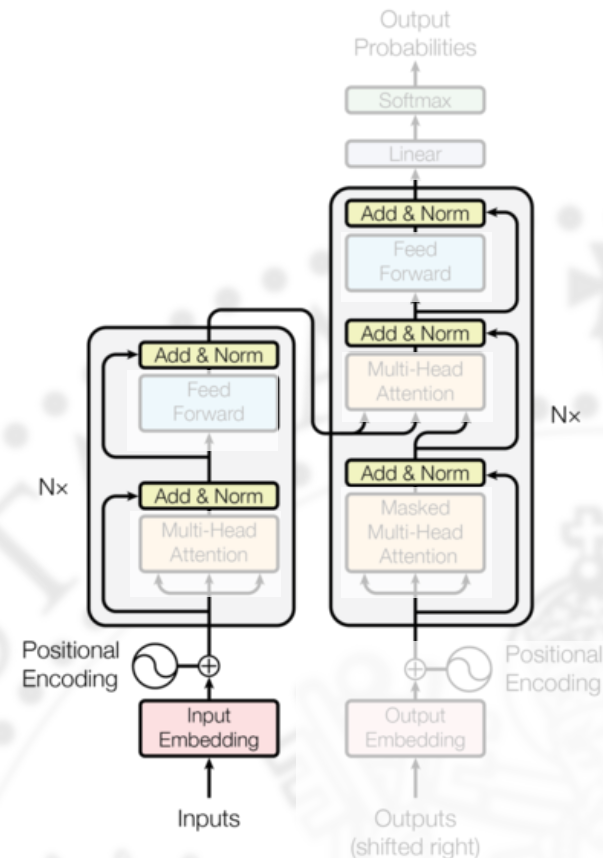 Output
Probabilities
Softmax
Linear
Add & Norm
Feed
Forward
Add & Norm
Multi-Head
Attention
Nx
Add & Norm
Masked
Multi-Head
Attention
Add & Norm
Feed
Forward
Nx
Add & Norm
Multi-Head
Attention
Positional
Encoding
Input
Embedding
Inputs
Positional
Encoding
Output
Embedding
Outputs
(shifted right)